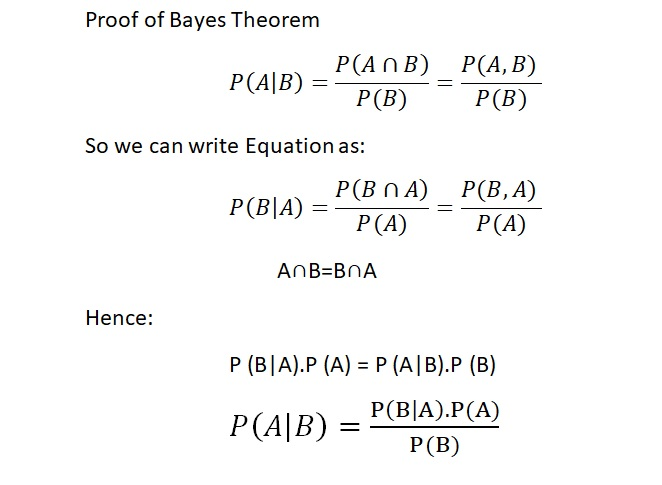 Proof of Bayes Theorem
P(A|B) = P(A ∩ B) / P(B) = P(A, B) / P(B)
So we can write Equation as:
P(B|A) = P(B ∩ A) / P(A) = P(B, A) / P(A)
A∩B=B∩A
Hence:
P (B|A).P (A) = P (A|B).P (B)
P(A|B) = P(B|A).P(A) / P(B)